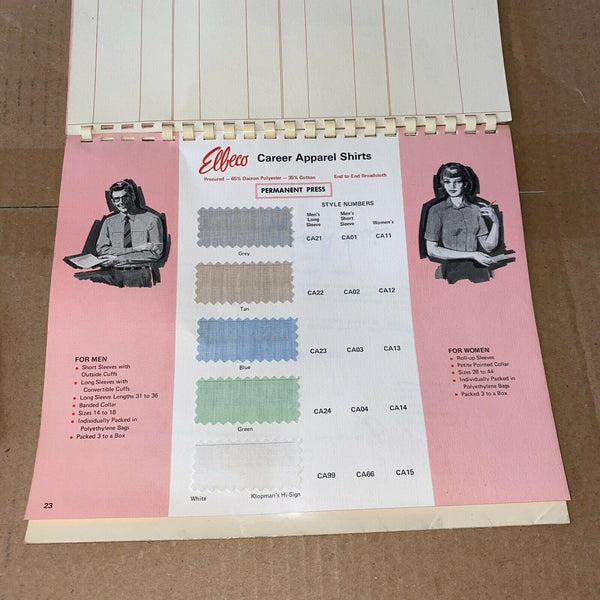 Elbeco Career Apparel Shirts
Procured — 65% Dacron Polyester — 35% Cotton End to End Broadcloth
PERMANENT PRESS
STYLE NUMBERS
Men's Long Sleeve
Men's Short Sleeve
Women's
CA21 CA01 CA11
Grey
CA22 CA02 CA12
Tan
CA23 CA03 CA13
Blue
CA24 CA04 CA14
Green
CA99 CA66 CA15
White Klopman's Hi-Sign
FOR MEN
Short Sleeves with
Outside Cuffs
Long Sleeves with
Convertible Cuffs
Long Sleeve Lengths 31 to 36
Banded Collar
Sizes 14 to 18
Individually Packed in
Polyethylene Bags
Packed 3 to a Box
FOR WOMEN
Roll-up Sleeves
Petite Pointed Collar
Sizes 28 to 44
Individually Packed in
Polyethylene Bags
Packed 3 to a Box
23